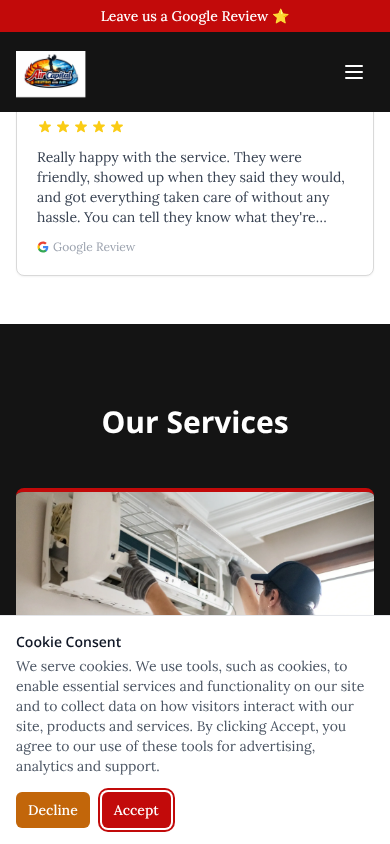 Leave us a Google Review ⭐
Air Capital
Really happy with the service. They were
friendly, showed up when they said they would,
and got everything taken care of without any
hassle. You can tell they know what they're...
Google Review
Our Services
Cookie Consent
We serve cookies. We use tools, such as cookies, to
enable essential services and functionality on our site
and to collect data on how visitors interact with our
site, products and services. By clicking Accept, you
agree to our use of these tools for advertising,
analytics and support.
Decline
Accept